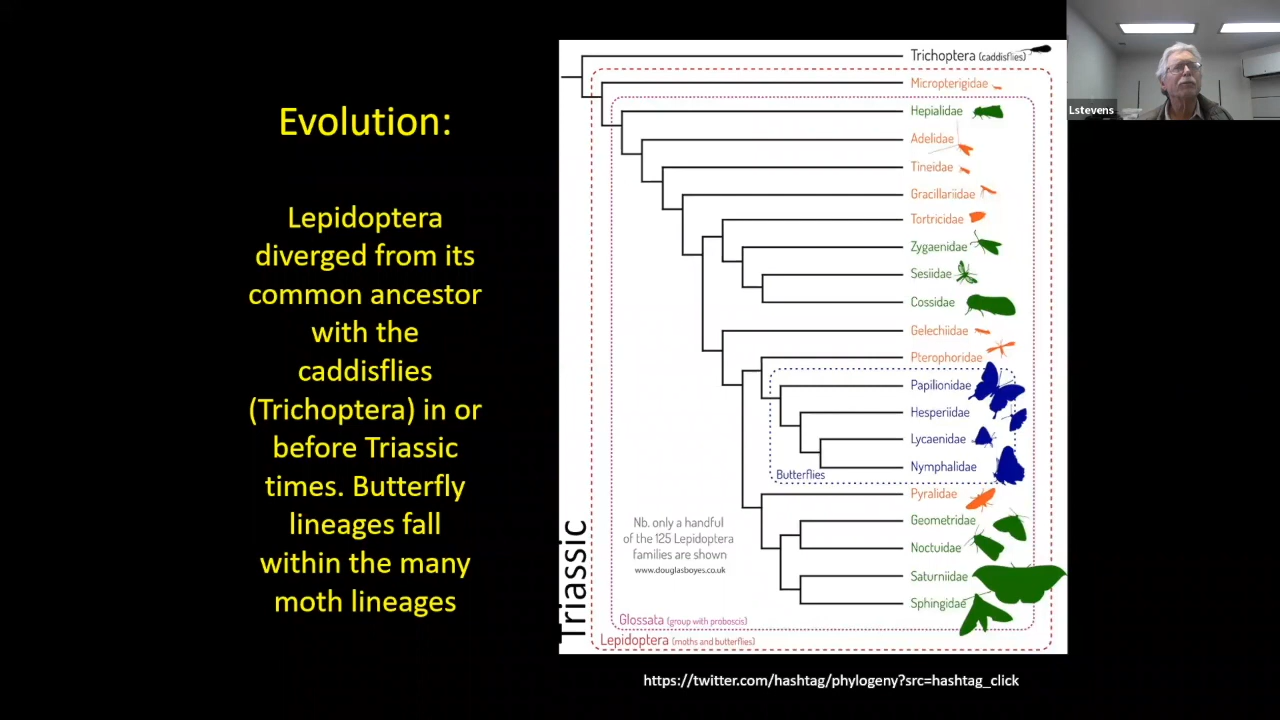 Evolution:
Lepidoptera
diverged from its
common ancestor
with the
caddisflies
(Trichoptera) in or
before Triassic
times. Butterfly
lineages fall
within the many
moth lineages
Trichoptera (caddisflies)
Micropterigidae
Hepialidae
Adelidae
Tineidae
Gracillariidae
Tortricidae
Zygaenidae
Sesiidae
Cossidae
Gelechiidae
Pterophoridae
Papilionidae
Hesperiidae
Lycaenidae
Nymphalidae
Butterflies
Pyralidae
Geometridae
Noctuidae
Saturniidae
Sphingidae
Nb. only a handful
of the 125 Lepidoptera
families are shown
www.douglasboyes.co.uk
Triassic
Glossata (group with proboscis)
Lepidoptera (moths and butterflies)
https://twitter.com/hashtag/phylogeny?src=hashtag_click
Lstevens